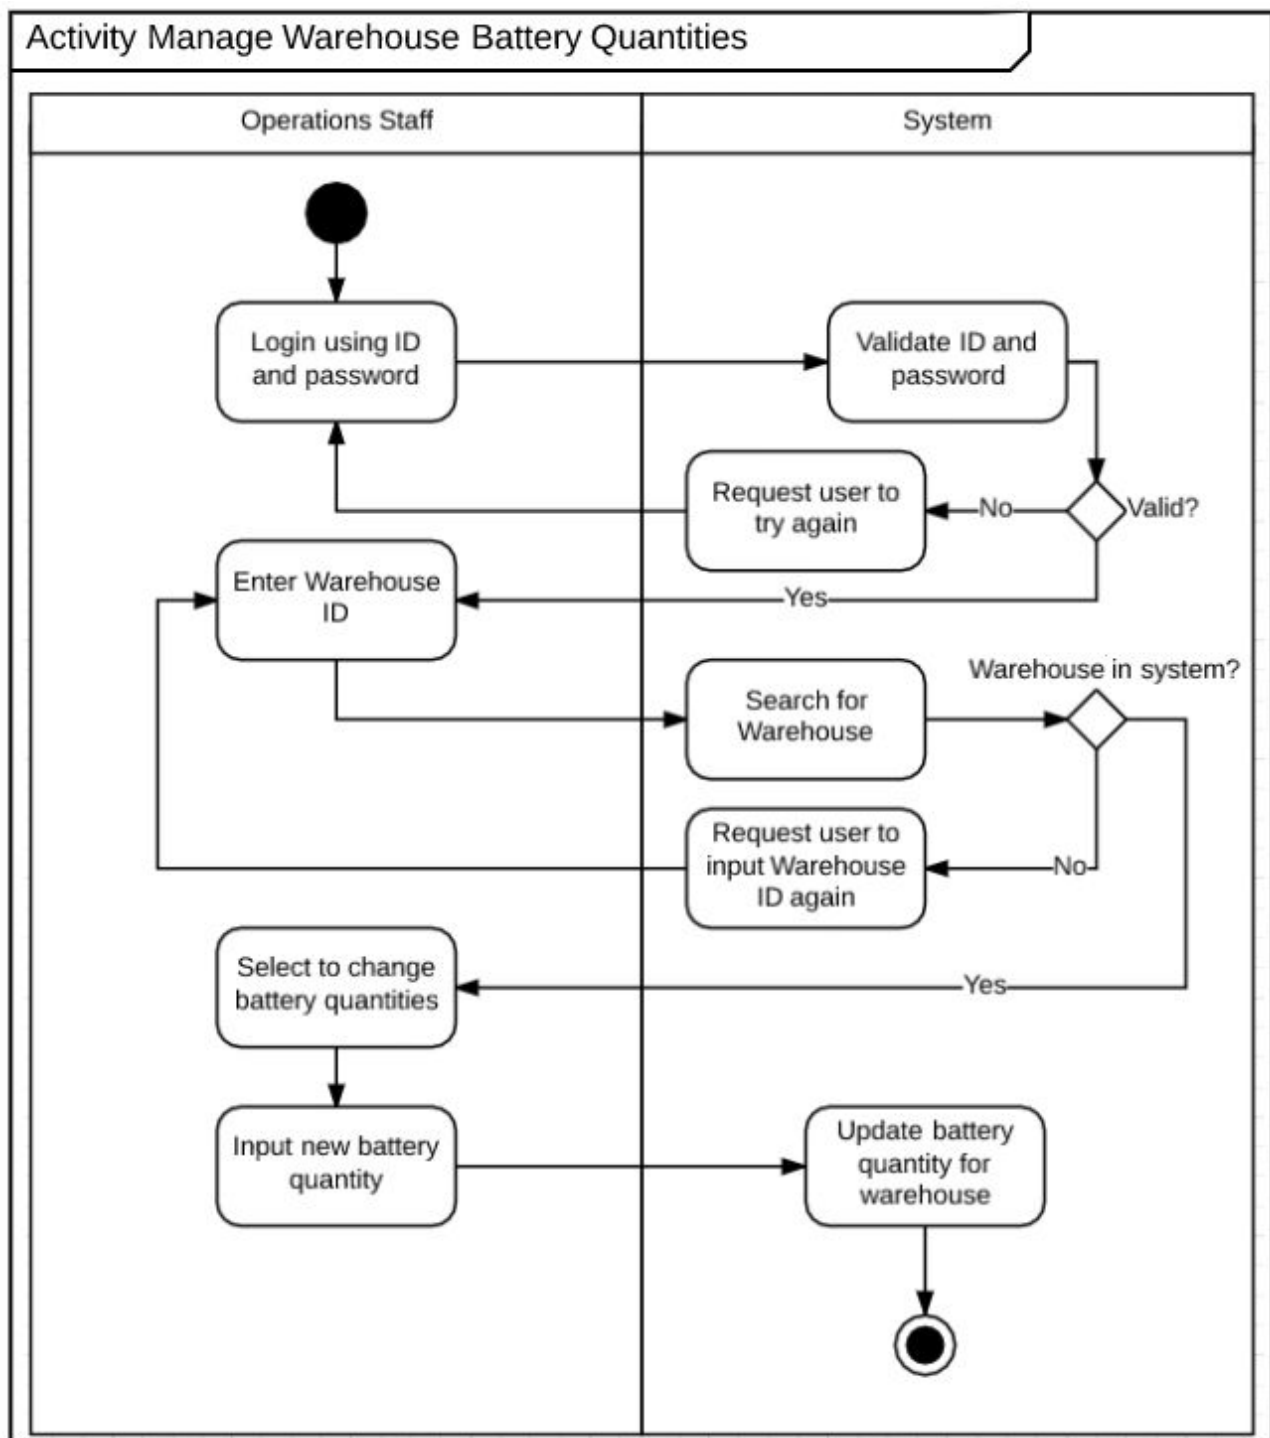 Activity Manage Warehouse Battery Quantities
Operations Staff
System
Login using ID
and password
Validate ID and
password
Request user to
try again
No
Valid?
Enter Warehouse
ID
Yes
Warehouse in system?
Search for
Warehouse
Request user to
input Warehouse
ID again
No
Select to change
battery quantities
Yes
Input new battery
quantity
Update battery
quantity for
warehouse